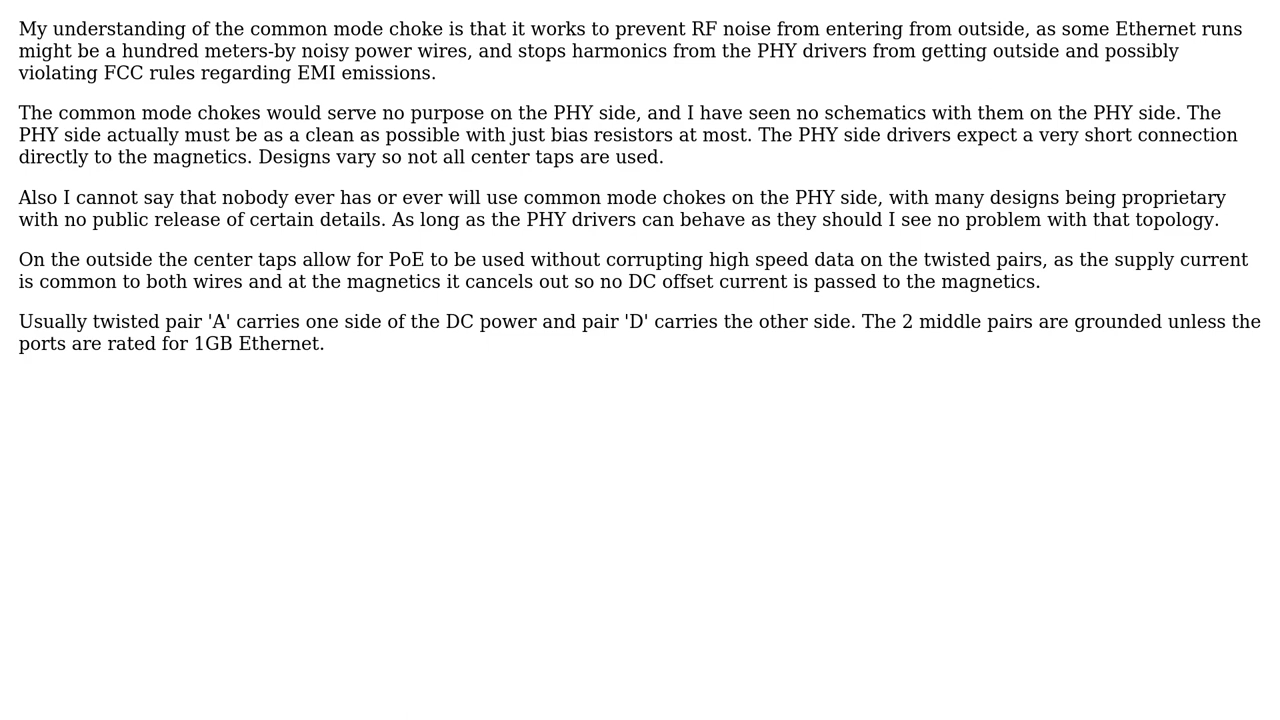 My understanding of the common mode choke is that it works to prevent RF noise from entering from outside, as some Ethernet runs
might be a hundred meters-by noisy power wires, and stops harmonics from the PHY drivers from getting outside and possibly
violating FCC rules regarding EMI emissions.
The common mode chokes would serve no purpose on the PHY side, and I have seen no schematics with them on the PHY side. The
PHY side actually must be as a clean as possible with just bias resistors at most. The PHY side drivers expect a very short connection
directly to the magnetics. Designs vary so not all center taps are used.
Also I cannot say that nobody ever has or ever will use common mode chokes on the PHY side, with many designs being proprietary
with no public release of certain details. As long as the PHY drivers can behave as they should I see no problem with that topology.
On the outside the center taps allow for PoE to be used without corrupting high speed data on the twisted pairs, as the supply current
is common to both wires and at the magnetics it cancels out so no DC offset current is passed to the magnetics.
Usually twisted pair 'A' carries one side of the DC power and pair 'D' carries the other side. The 2 middle pairs are grounded unless the
ports are rated for 1GB Ethernet.